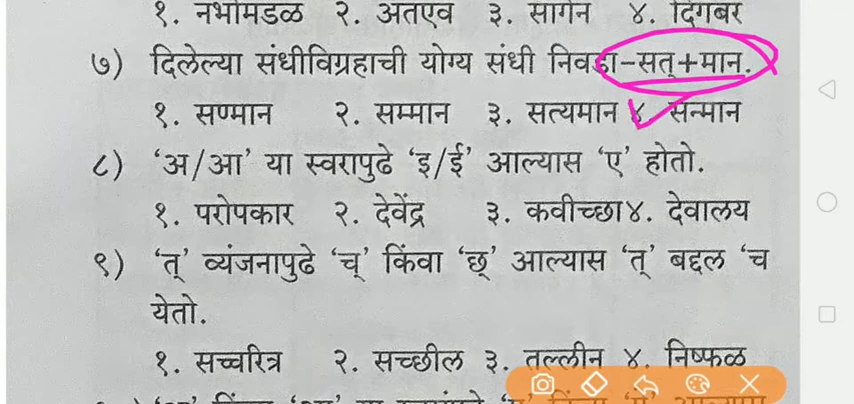 १. नभोमंडळ २. अतएव ३. सागेन ४. दिगंबर
७) दिलेल्या संधीविग्रहाची योग्य संधी निवडा–सत्+मान.
१. सण्मान २. सम्मान ३. सत्यमान ४. सन्मान
८) ‘अ/आ’ या स्वरापुढे ‘इ/ई’ आल्यास ‘ए’ होतो.
१. परोपकार २. देवेंद्र ३. कवीच्छा ४. देवालय
९) ‘त्’ व्यंजनापुढे ‘च्’ किंवा ‘छ्’ आल्यास ‘त्’ बद्दल ‘च
येतो.
१. सच्चरित्र २. सच्छील ३. तल्लीन ४. निष्फळ